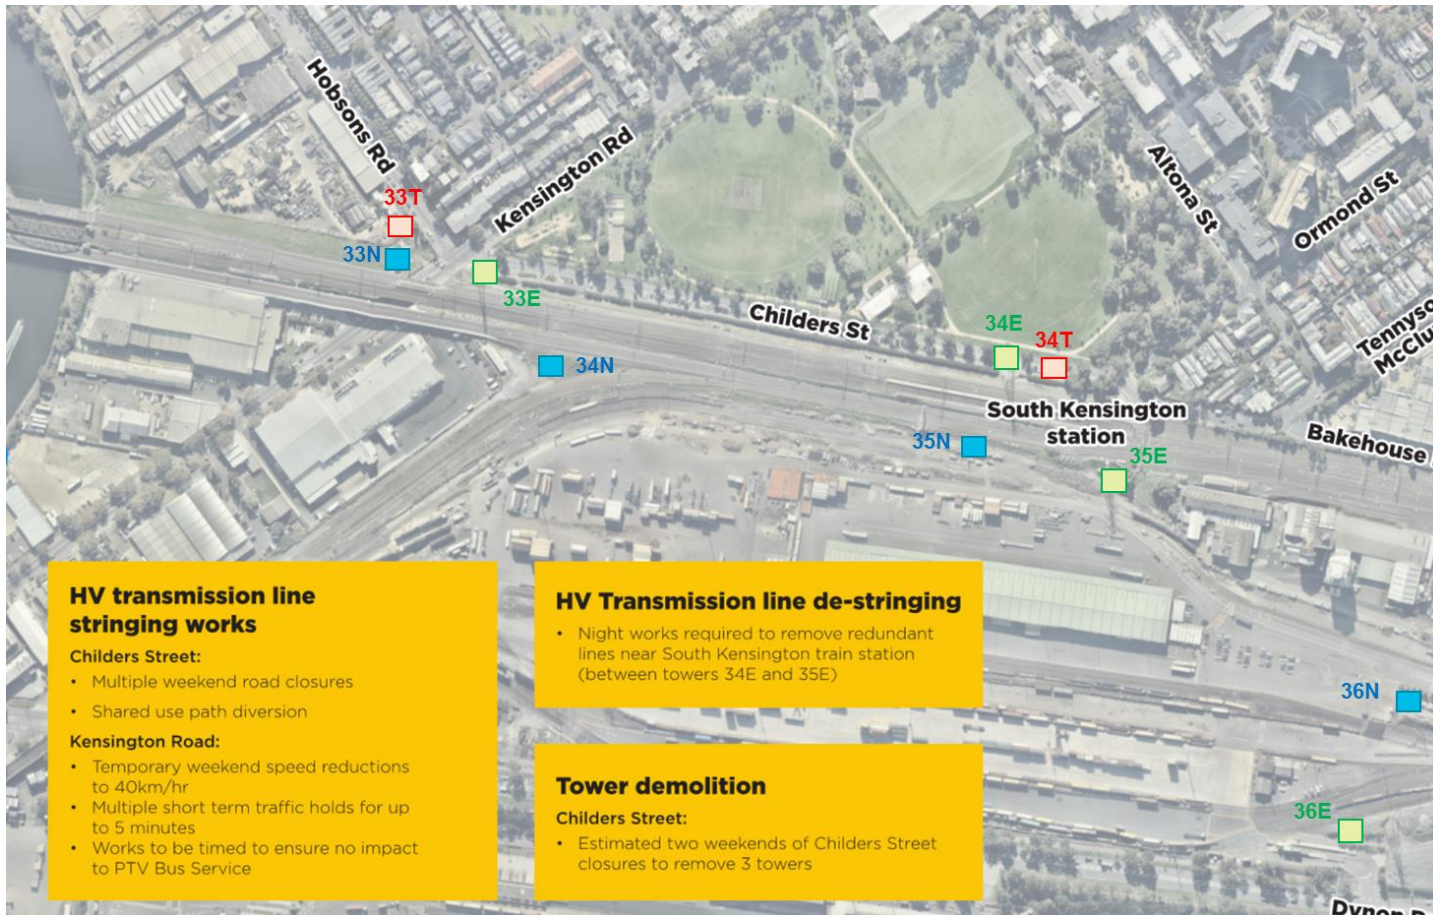 Hobsons Rd
Kensington Rd
Altona St
Ormond St
33T
33N
33E
Childers St
34E
34T
34N
South Kensington
station
35N
35E
Bakehouse
36N
36E
HV transmission line
stringing works
Childers Street:
• Multiple weekend road closures
• Shared use path diversion
Kensington Road:
• Temporary weekend speed reductions
to 40km/hr
• Multiple short term traffic holds for up
to 5 minutes
• Works to be timed to ensure no impact
to PTV Bus Service
HV Transmission line de-stringing
• Night works required to remove redundant
lines near South Kensington train station
(between towers 34E and 35E)
Tower demolition
Childers Street:
• Estimated two weekends of Childers Street
closures to remove 3 towers